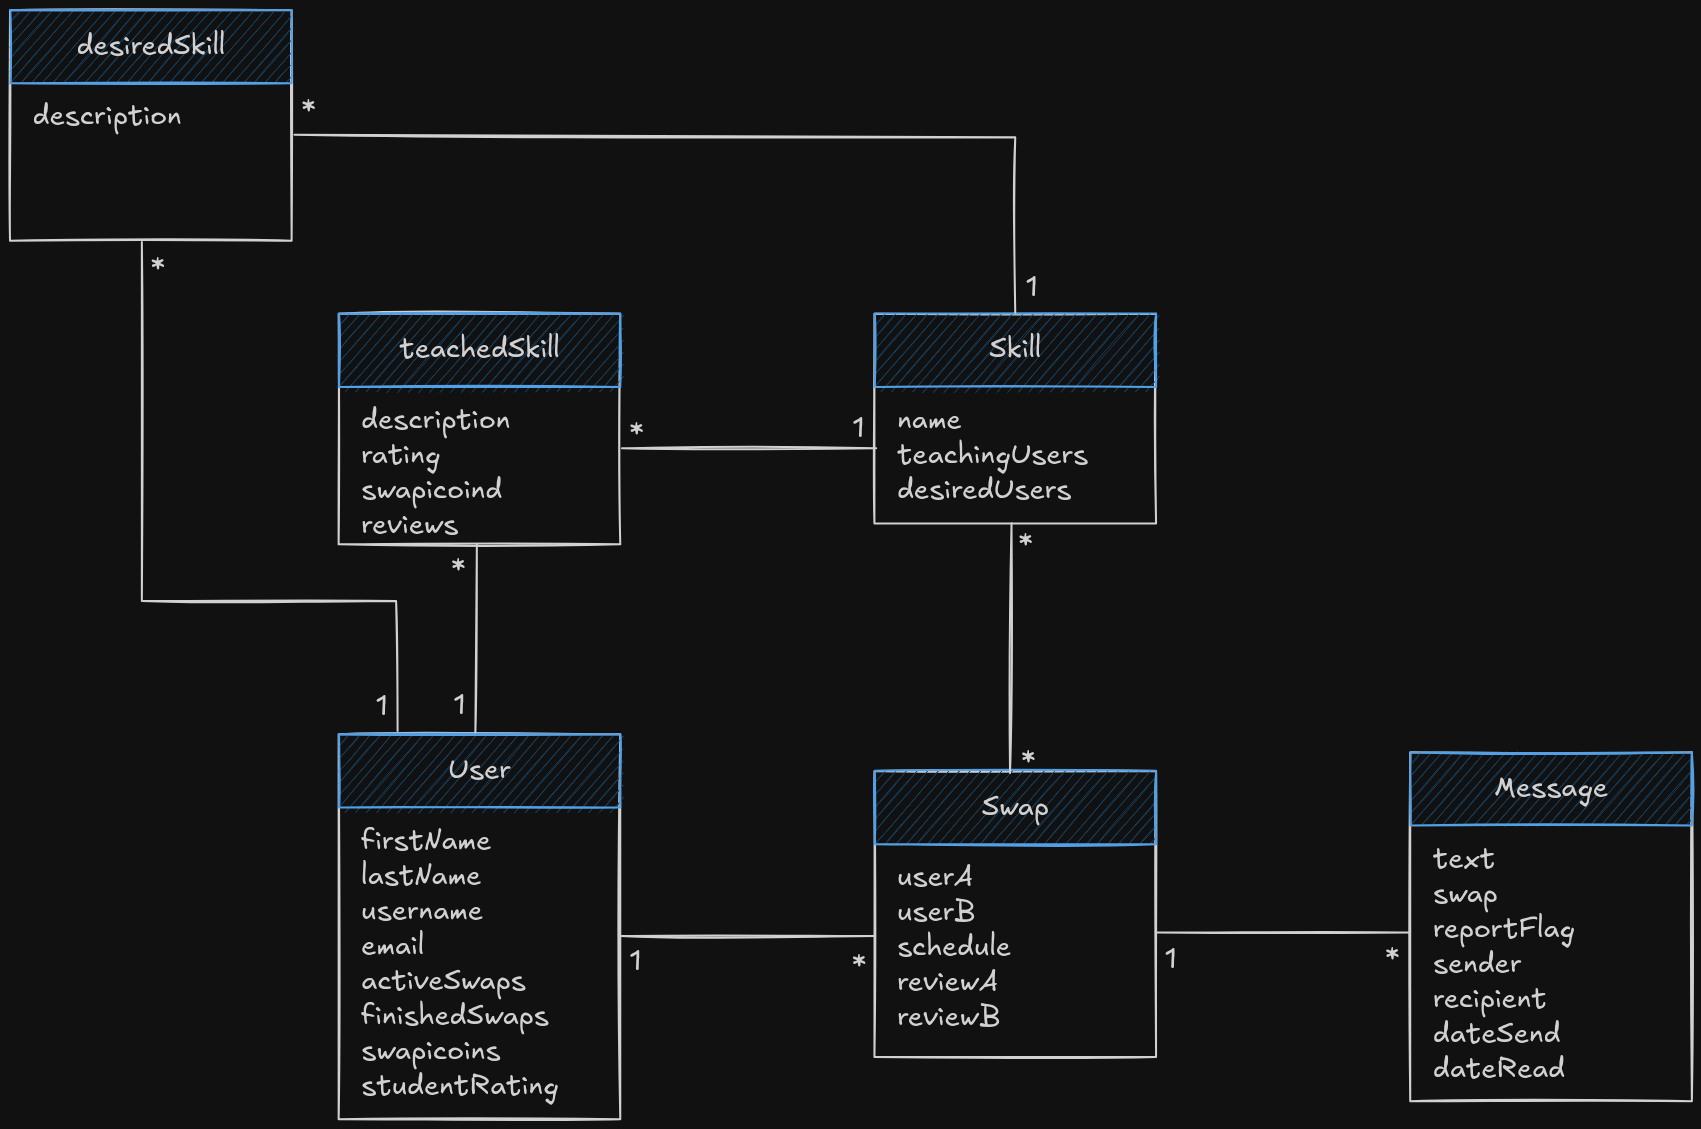 desiredSkill
description
*
*
1
teachedSkill
description
rating
swapicoind
reviews
*
1
Skill
name
teachingUsers
desiredUsers
*
*
1
1
User
firstName
lastName
username
email
activeSwaps
finishedSwaps
swapicoins
studentRating
1
*
*
Swap
userA
userB
schedule
reviewA
reviewB
1
*
Message
text
swap
reportFlag
sender
recipient
dateSend
dateRead